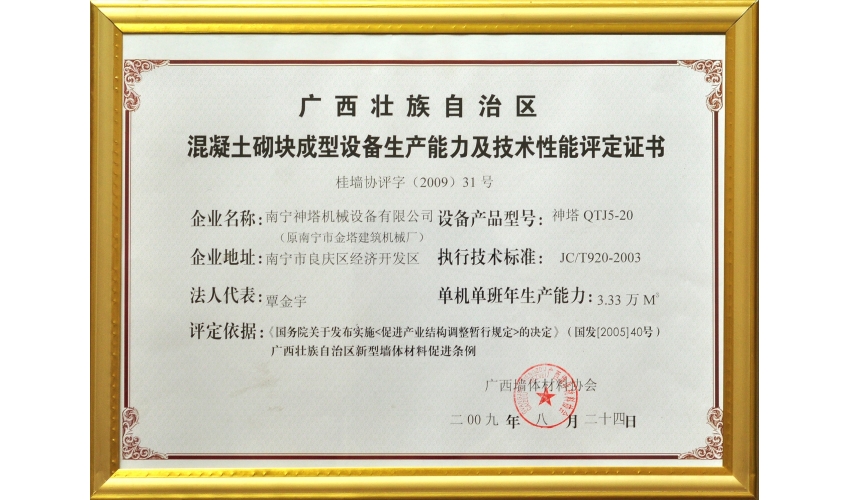 广西壮族自治区
混凝土砌块成型设备生产能力及技术性能评定证书
桂墙协评字（2009）31号
企业名称：南宁神塔机械设备有限公司 设备产品型号：神塔 QTJ5-20
（原南宁市金塔建筑机械厂）
企业地址：南宁市良庆区经济开发区 执行技术标准： JC/T920-2003
法人代表：覃金宇 单机单班年生产能力：3.33 万 M³
评定依据：《国务院关于发布实施<促进产业结构调整暂行规定>的决定》（国发[2005]40号）
广西壮族自治区新型墙体材料促进条例
广西墙体材料协会
二00九 年 八 月 二十四日